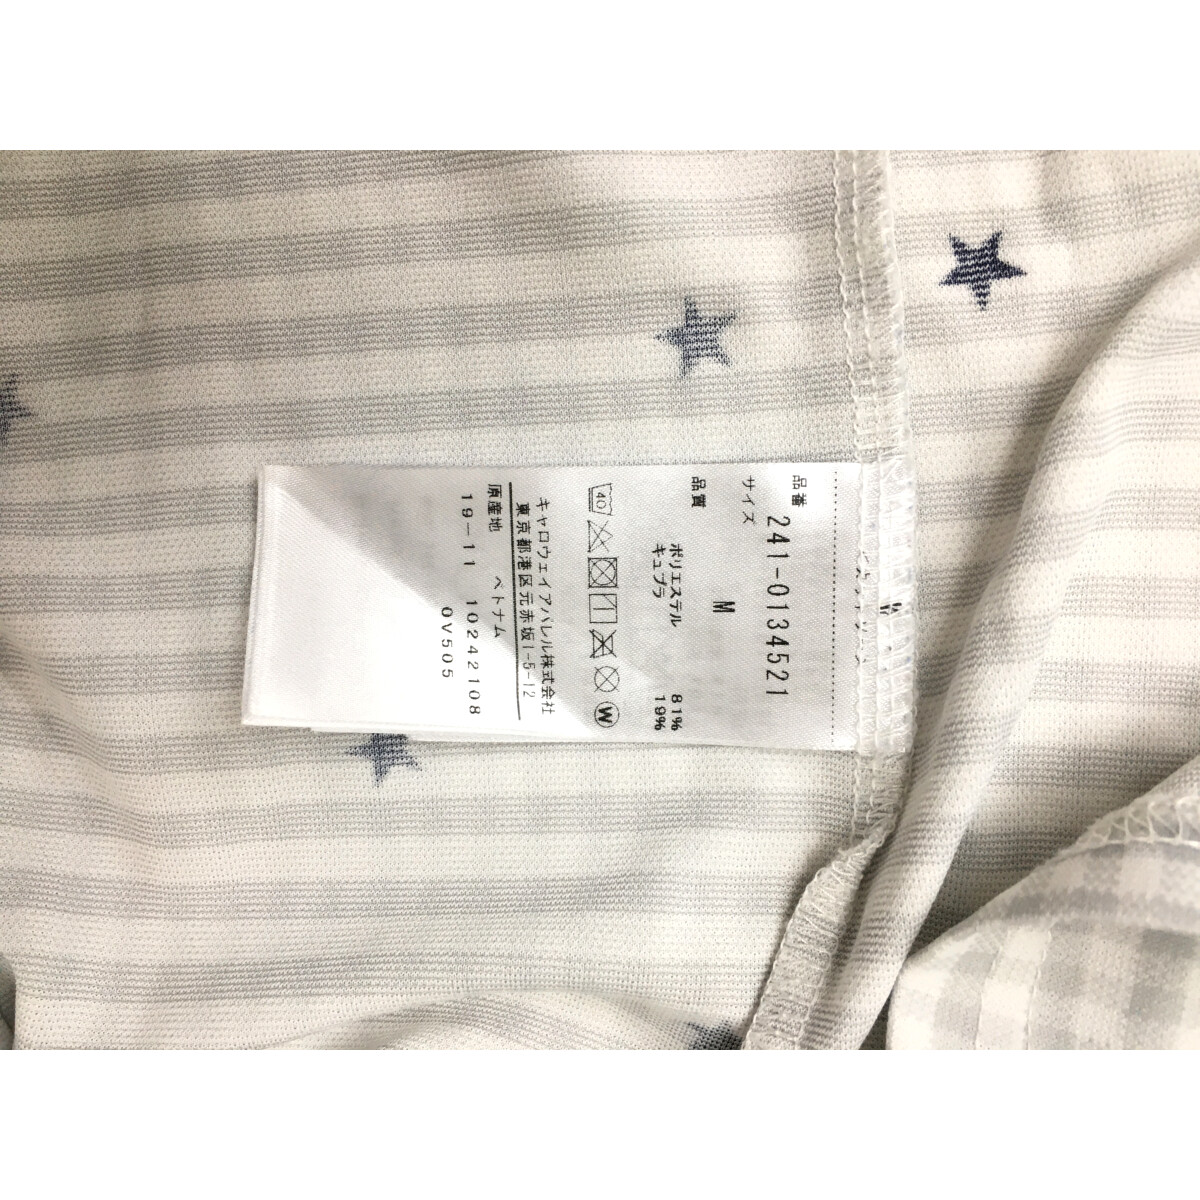 品番 241-0134521
サイズ M
品質
ポリエステル 81%
キュプラ 19%
40
W
キャロウェイアパレル株式会社
東京都港区元赤坂1-5-12
原産地 ベトナム
19-11 10242108
0V505